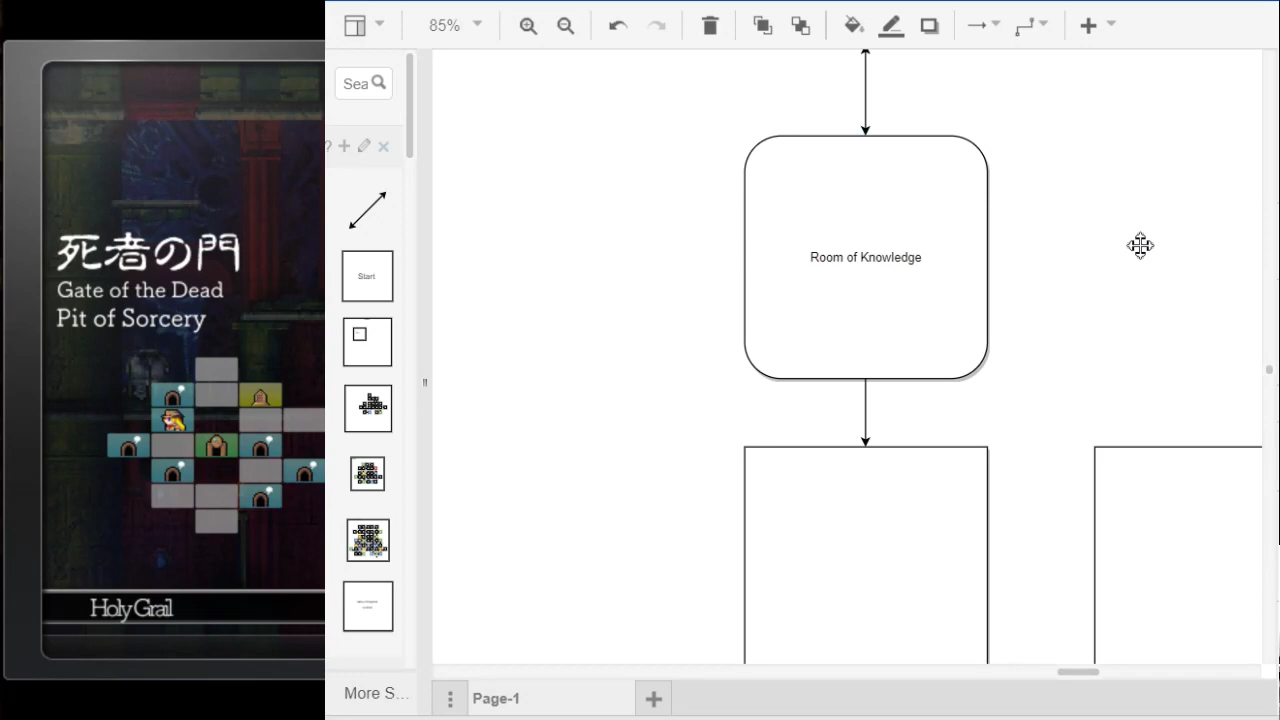 85%
Sea
?
Start
死者の門
Gate of the Dead
Pit of Sorcery
Holy Grail
Room of Knowledge
More S...
Page-1